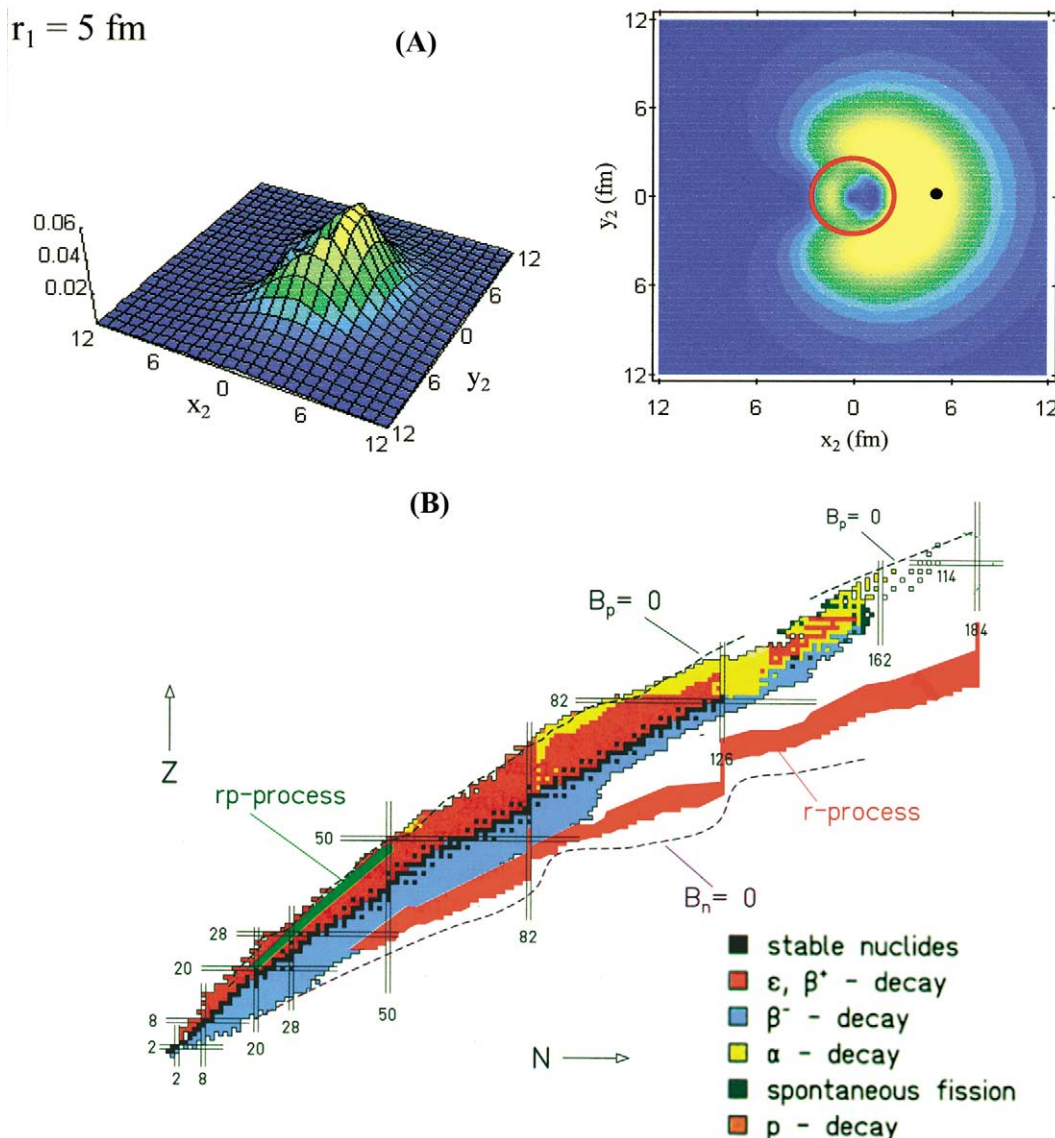 r₁ = 5 fm
(A)
0.06
0.04
0.02
12
6
0
6
12
x₂
12
6
0
6
12
y₂
12
6
0
6
12
y₂ (fm)
12
6
0
6
12
x₂ (fm)
(B)
Bₚ = 0
114
184
162
Bₚ = 0
82
126
Z
rp-process
r-process
50
Bₙ = 0
82
28
20
50
28
8
20
2
2
8
N
stable nuclides
ε, β⁺ - decay
β⁻ - decay
α - decay
spontaneous fission
p - decay